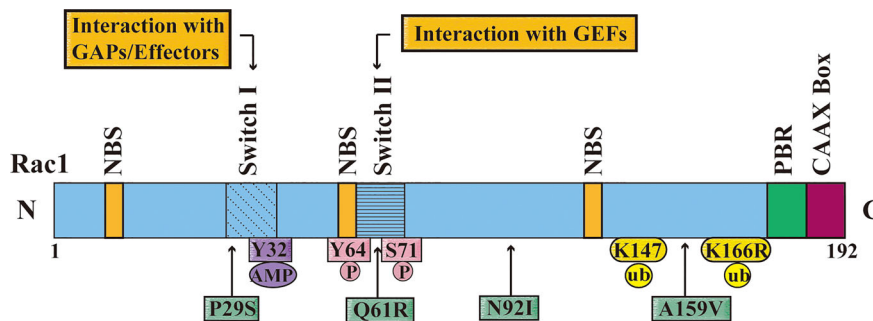 Interaction with
GAPs/Effectors
Interaction with GEFs
NBS
Switch I
NBS
Switch II
NBS
PBR
CAAX Box
Rac1
N
C
1
Y32
Y64
S71
K147
K166R
192
AMP
P
P
ub
ub
P29S
Q61R
N92I
A159V